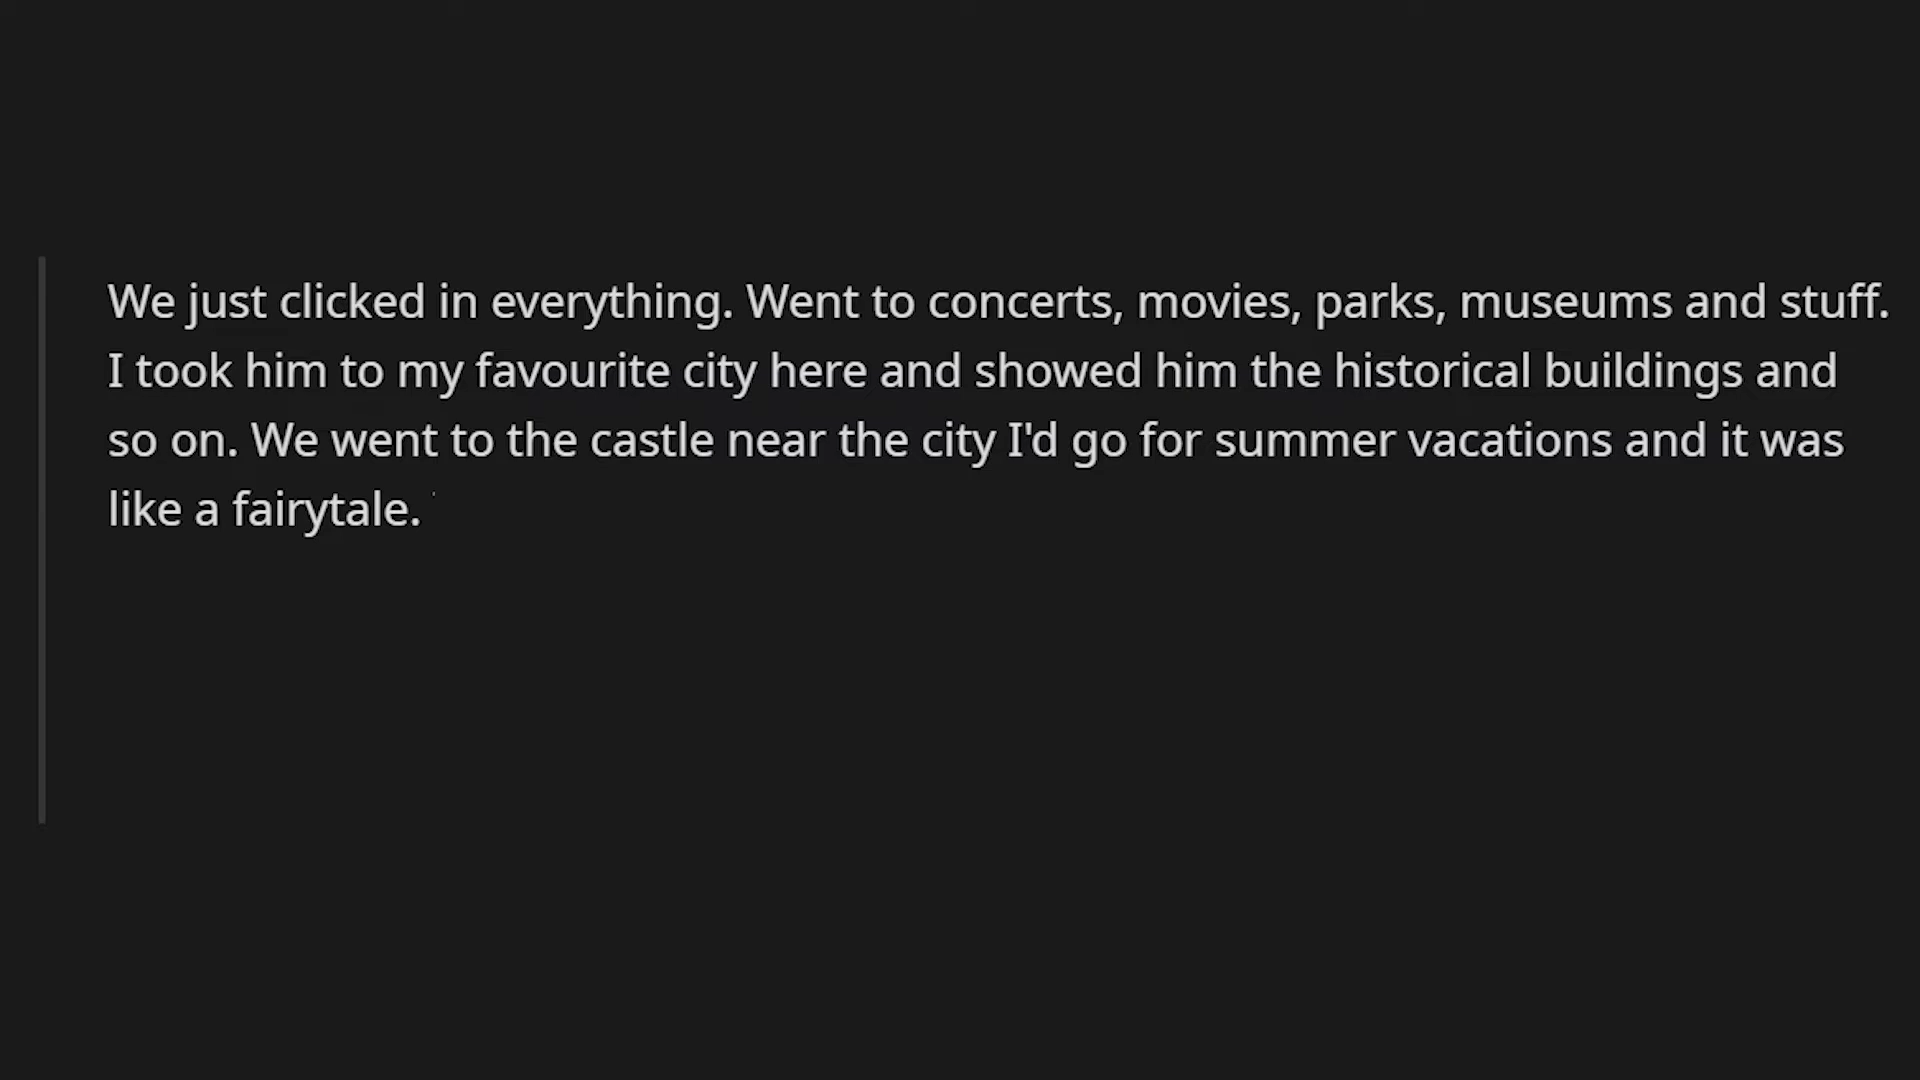 We just clicked in everything. Went to concerts, movies, parks, museums and stuff.
I took him to my favourite city here and showed him the historical buildings and
so on. We went to the castle near the city I'd go for summer vacations and it was
like a fairytale.